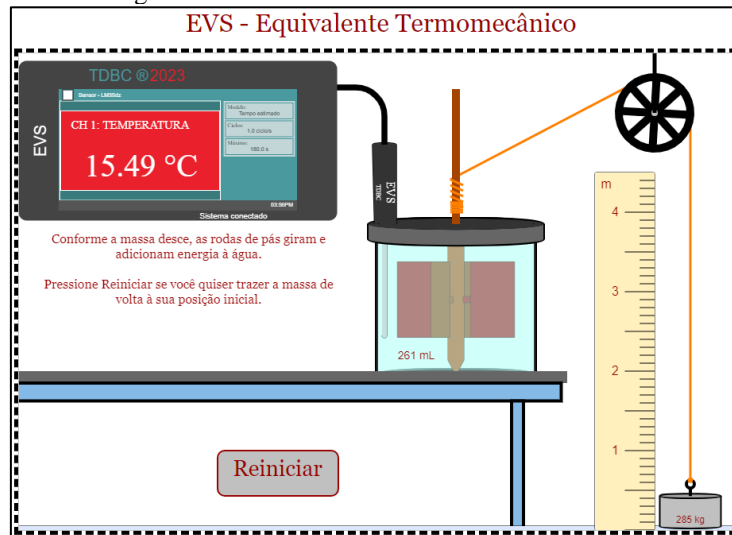 EVS - Equivalente Termomecânico
TDBC ®2023
Sensor - LM35dz
EVS
CH 1: TEMPERATURA
15.49 °C
Modelo:
Tempo estimado
Ciclos:
1.0 ciclo/s
Máximo:
180.0 s
03:56PM
Sistema conectado
EVS
TDBC
Conforme a massa desce, as rodas de pás giram e
adicionam energia à água.
Pressione Reiniciar se você quiser trazer a massa de
volta à sua posição inicial.
261 mL
m
4
3
2
1
Reiniciar
285 kg